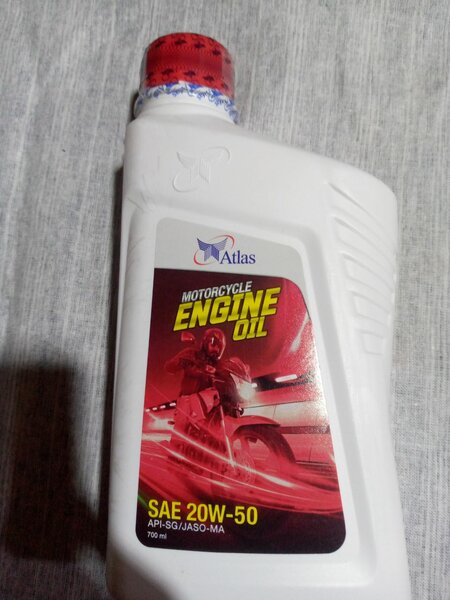 Atlas
MOTORCYCLE
ENGINE
OIL
SAE 20W-50
API-SG/JASO-MA
700 ml